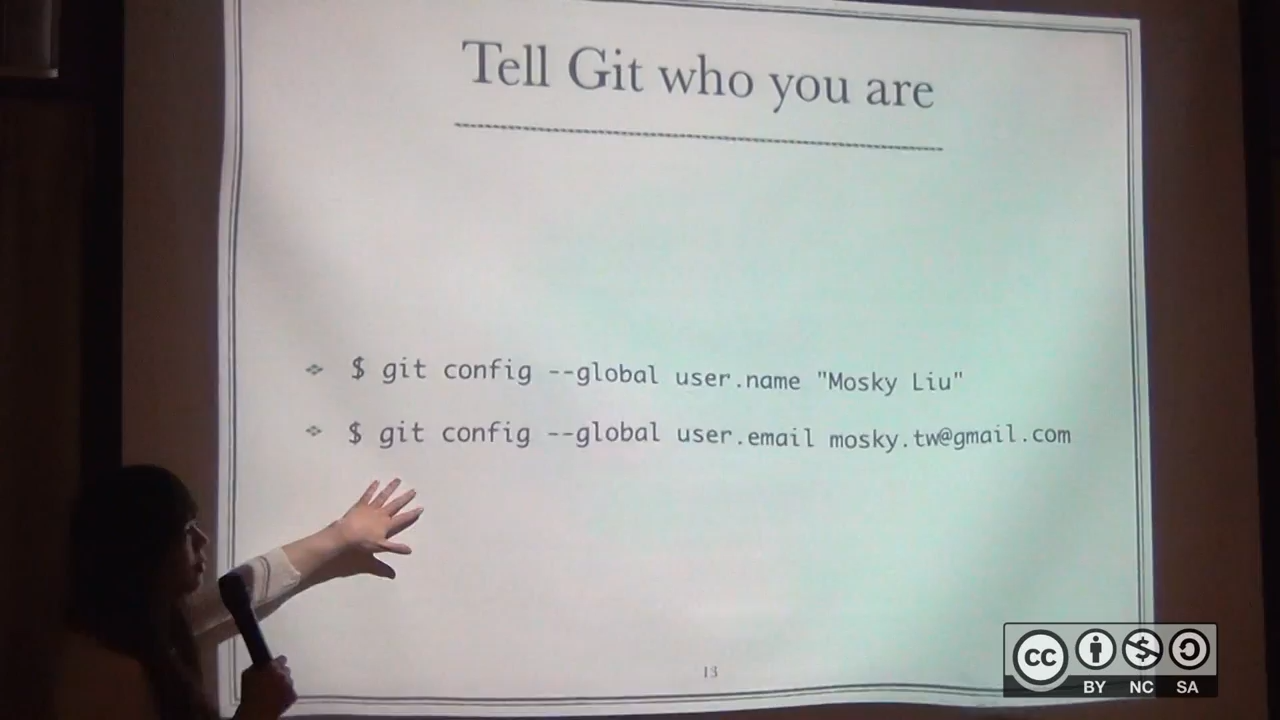 Tell Git who you are
$ git config --global user.name "Mosky Liu"
$ git config --global user.email mosky.tw@gmail.com
13
cc
BY NC SA